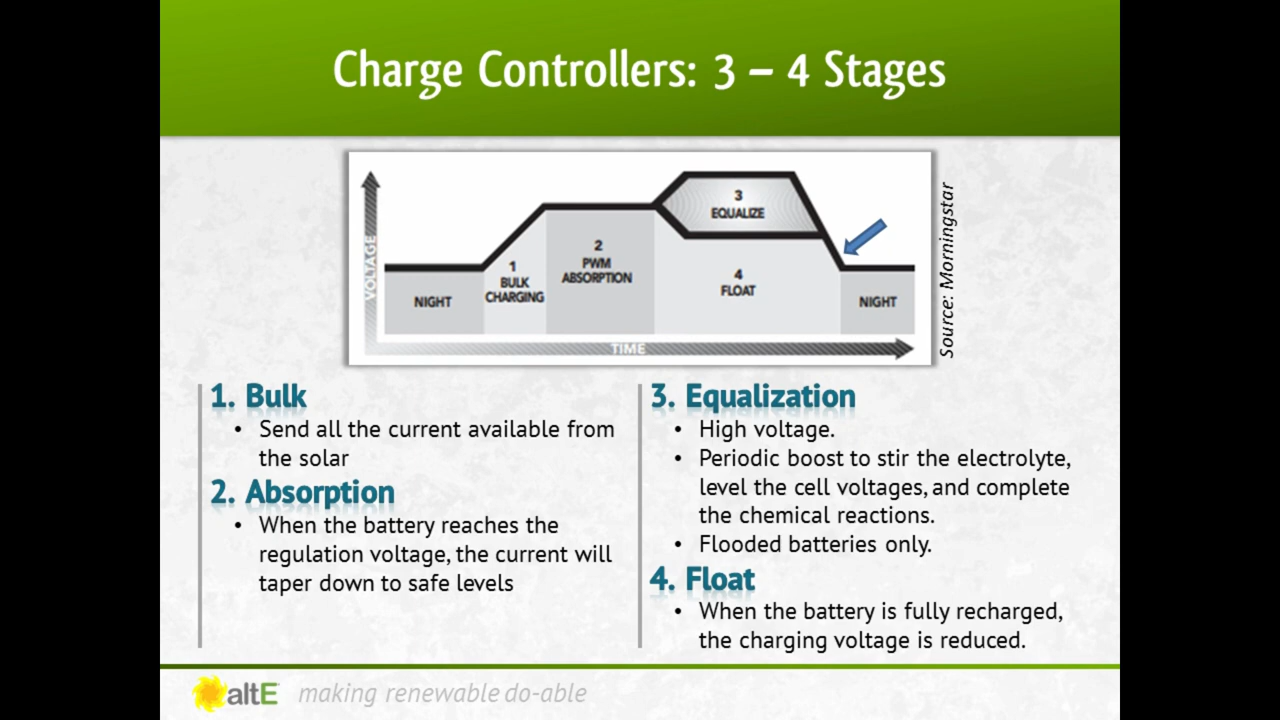 Charge Controllers: 3 – 4 Stages
VOLTAGE
NIGHT
1
BULK
CHARGING
2
PWM
ABSORPTION
3
EQUALIZE
4
FLOAT
NIGHT
TIME
Source: Morningstar
1. Bulk
• Send all the current available from
the solar
2. Absorption
• When the battery reaches the
regulation voltage, the current will
taper down to safe levels
3. Equalization
• High voltage.
• Periodic boost to stir the electrolyte,
level the cell voltages, and complete
the chemical reactions.
• Flooded batteries only.
4. Float
• When the battery is fully recharged,
the charging voltage is reduced.
altE making renewable do-able